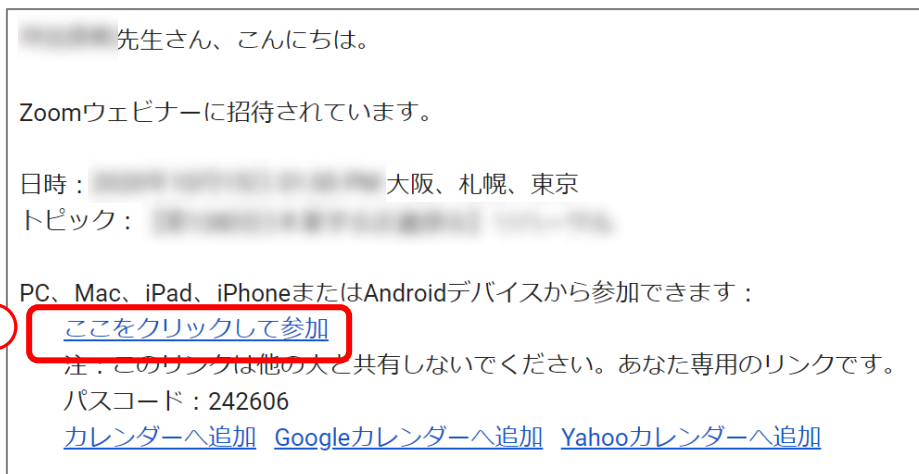 先生さん、こんにちは。
Zoomウェビナーに招待されています。
日時：大阪、札幌、東京
トピック：
PC、Mac、iPad、iPhoneまたはAndroidデバイスから参加できます：
ここをクリックして参加
注：このリンクは他の人と共有しないでください。あなた専用のリンクです。
パスコード：242606
カレンダーへ追加 Googleカレンダーへ追加 Yahooカレンダーへ追加